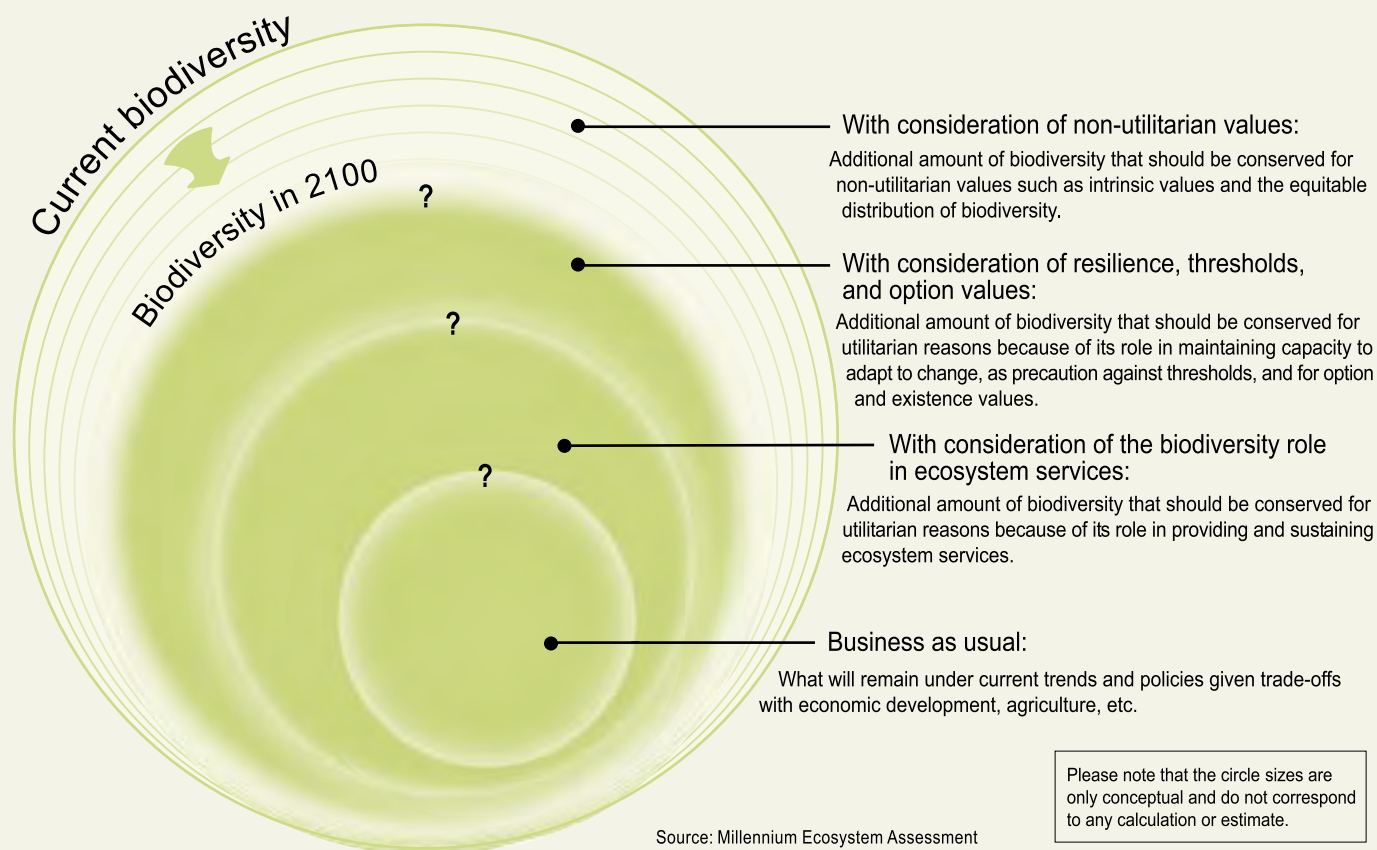 Current biodiversity
Biodiversity in 2100
?
?
?
With consideration of non-utilitarian values:
Additional amount of biodiversity that should be conserved for
non-utilitarian values such as intrinsic values and the equitable
distribution of biodiversity.
With consideration of resilience, thresholds,
and option values:
Additional amount of biodiversity that should be conserved for
utilitarian reasons because of its role in maintaining capacity to
adapt to change, as precaution against thresholds, and for option
and existence values.
With consideration of the biodiversity role
in ecosystem services:
Additional amount of biodiversity that should be conserved for
utilitarian reasons because of its role in providing and sustaining
ecosystem services.
Business as usual:
What will remain under current trends and policies given trade-offs
with economic development, agriculture, etc.
Please note that the circle sizes are
only conceptual and do not correspond
to any calculation or estimate.
Source: Millennium Ecosystem Assessment